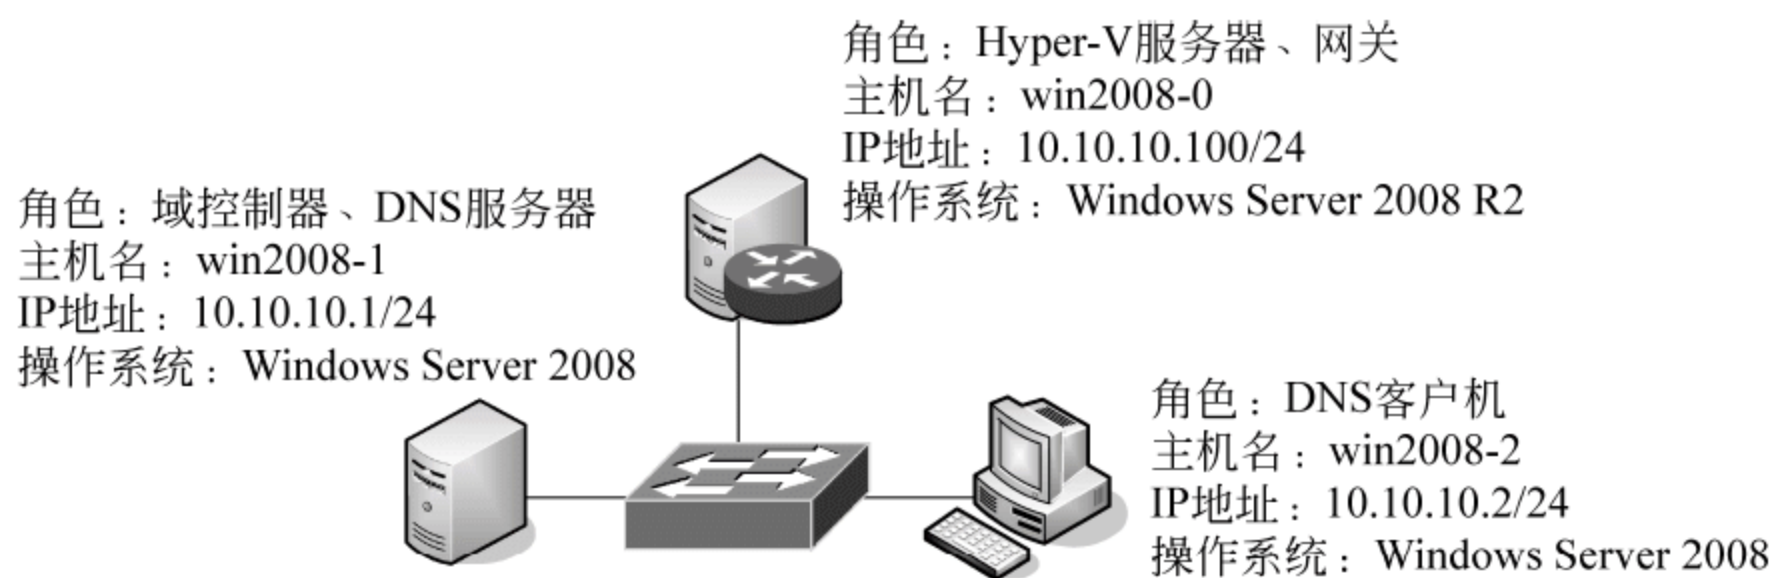 角色：Hyper-V服务器、网关
主机名：win2008-0
IP地址：10.10.10.100/24
操作系统：Windows Server 2008 R2
角色：域控制器、DNS服务器
主机名：win2008-1
IP地址：10.10.10.1/24
操作系统：Windows Server 2008
角色：DNS客户机
主机名：win2008-2
IP地址：10.10.10.2/24
操作系统：Windows Server 2008